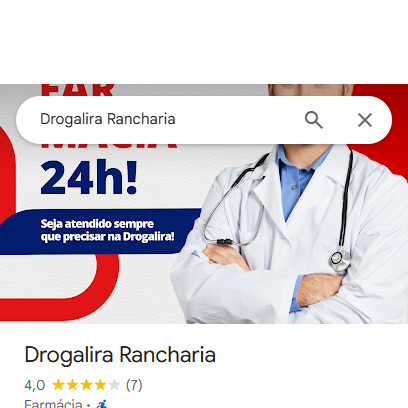 FAR
Drogalira Rancharia
MÁCIA
24h!
Seja atendido sempre
que precisar na Drogalira!
Drogalira Rancharia
4,0 (7)
Farmácia ·